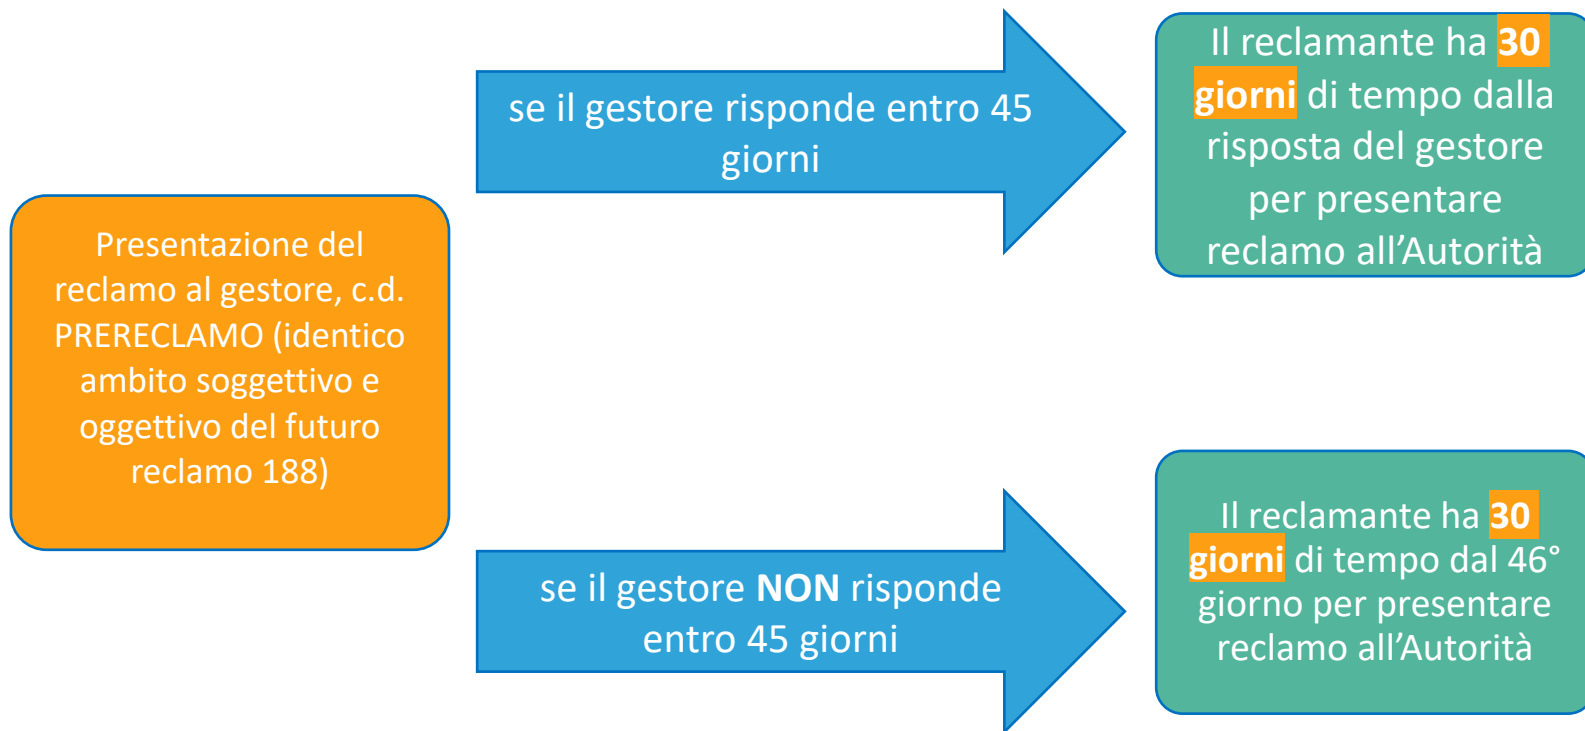 Presentazione del
reclamo al gestore, c.d.
PRERECLAMO (identico
ambito soggettivo e
oggettivo del futuro
reclamo 188)
se il gestore risponde entro 45
giorni
Il reclamante ha 30
giorni di tempo dalla
risposta del gestore
per presentare
reclamo all’Autorità
se il gestore NON risponde
entro 45 giorni
Il reclamante ha 30
giorni di tempo dal 46°
giorno per presentare
reclamo all’Autorità